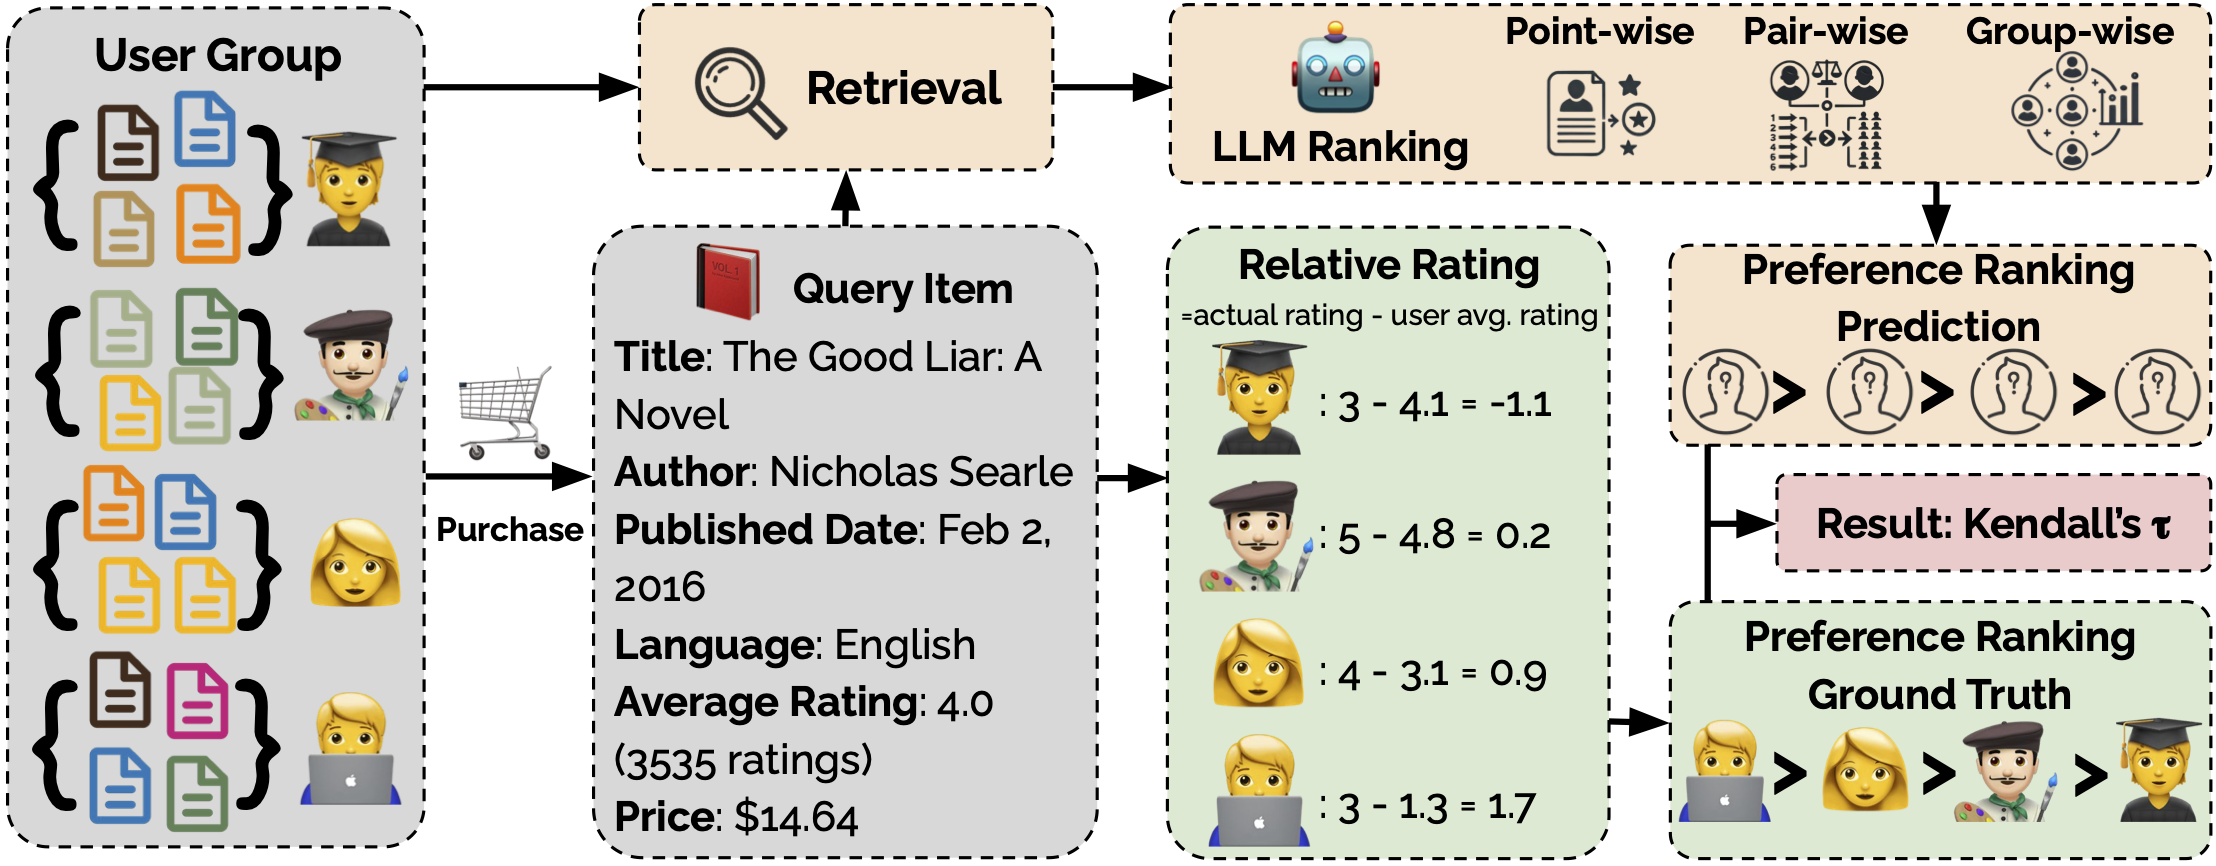 User Group
Purchase
Retrieval
Query Item
Title: The Good Liar: A
Novel
Author: Nicholas Searle
Published Date: Feb 2,
2016
Language: English
Average Rating: 4.0
(3535 ratings)
Price: $14.64
LLM Ranking
Point-wise
Pair-wise
Group-wise
Relative Rating
=actual rating - user avg. rating
: 3 - 4.1 = -1.1
: 5 - 4.8 = 0.2
: 4 - 3.1 = 0.9
: 3 - 1.3 = 1.7
Preference Ranking
Prediction
> > >
Result: Kendall's τ
Preference Ranking
Ground Truth
> > >